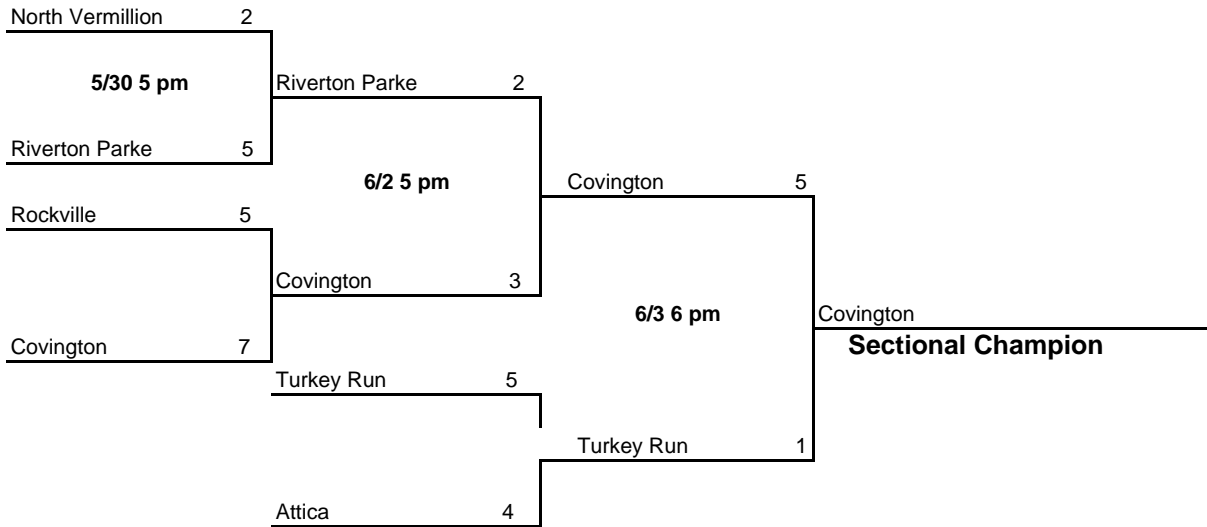 North Vermillion 2
5/30 5 pm
Riverton Parke 2
Riverton Parke 5
6/2 5 pm
Covington 5
Rockville 5
Covington 3
6/3 6 pm
Covington
Covington 7
Sectional Champion
Turkey Run 5
Turkey Run 1
Attica 4